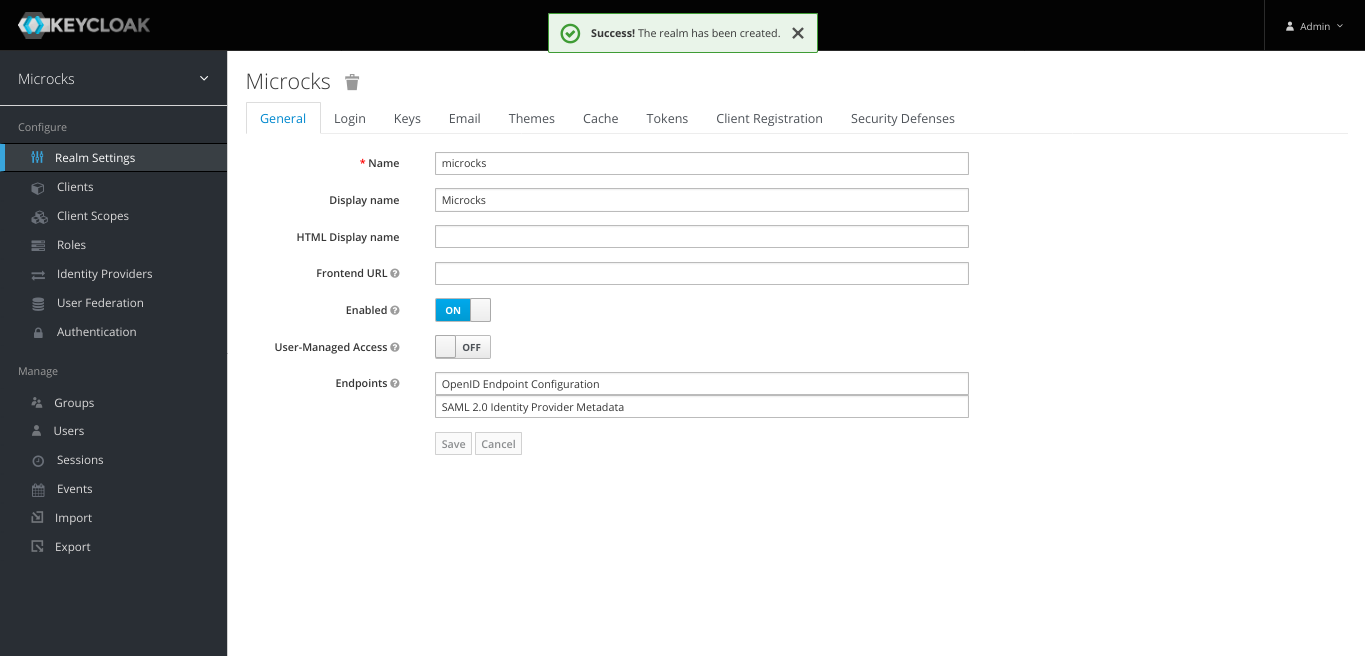 KEYCLOAK
Success! The realm has been created.
Admin
Microcks
Configure
Realm Settings
Clients
Client Scopes
Roles
Identity Providers
User Federation
Authentication
Manage
Groups
Users
Sessions
Events
Import
Export
Microcks
General Login Keys Email Themes Cache Tokens Client Registration Security Defenses
* Name microcks
Display name Microcks
HTML Display name
Frontend URL
Enabled ON
User-Managed Access OFF
Endpoints OpenID Endpoint Configuration
SAML 2.0 Identity Provider Metadata
Save Cancel